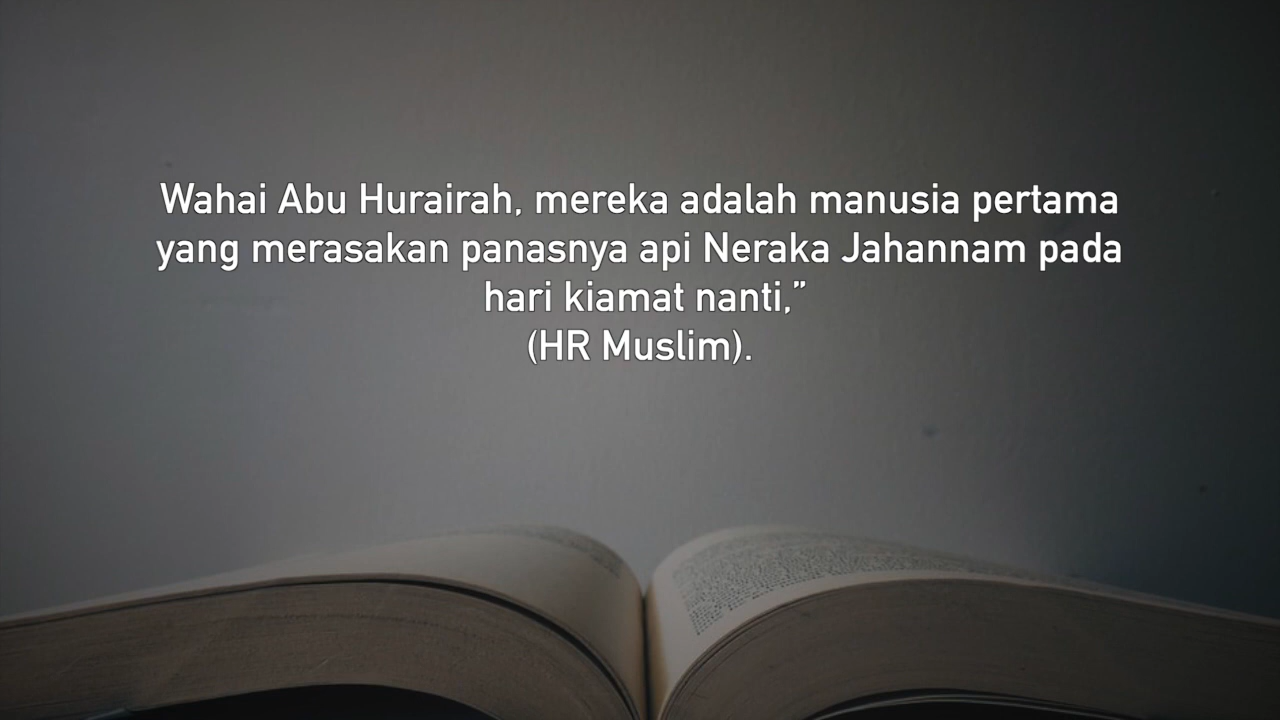 Wahai Abu Hurairah, mereka adalah manusia pertama
yang merasakan panasnya api Neraka Jahannam pada
hari kiamat nanti,”
(HR Muslim).